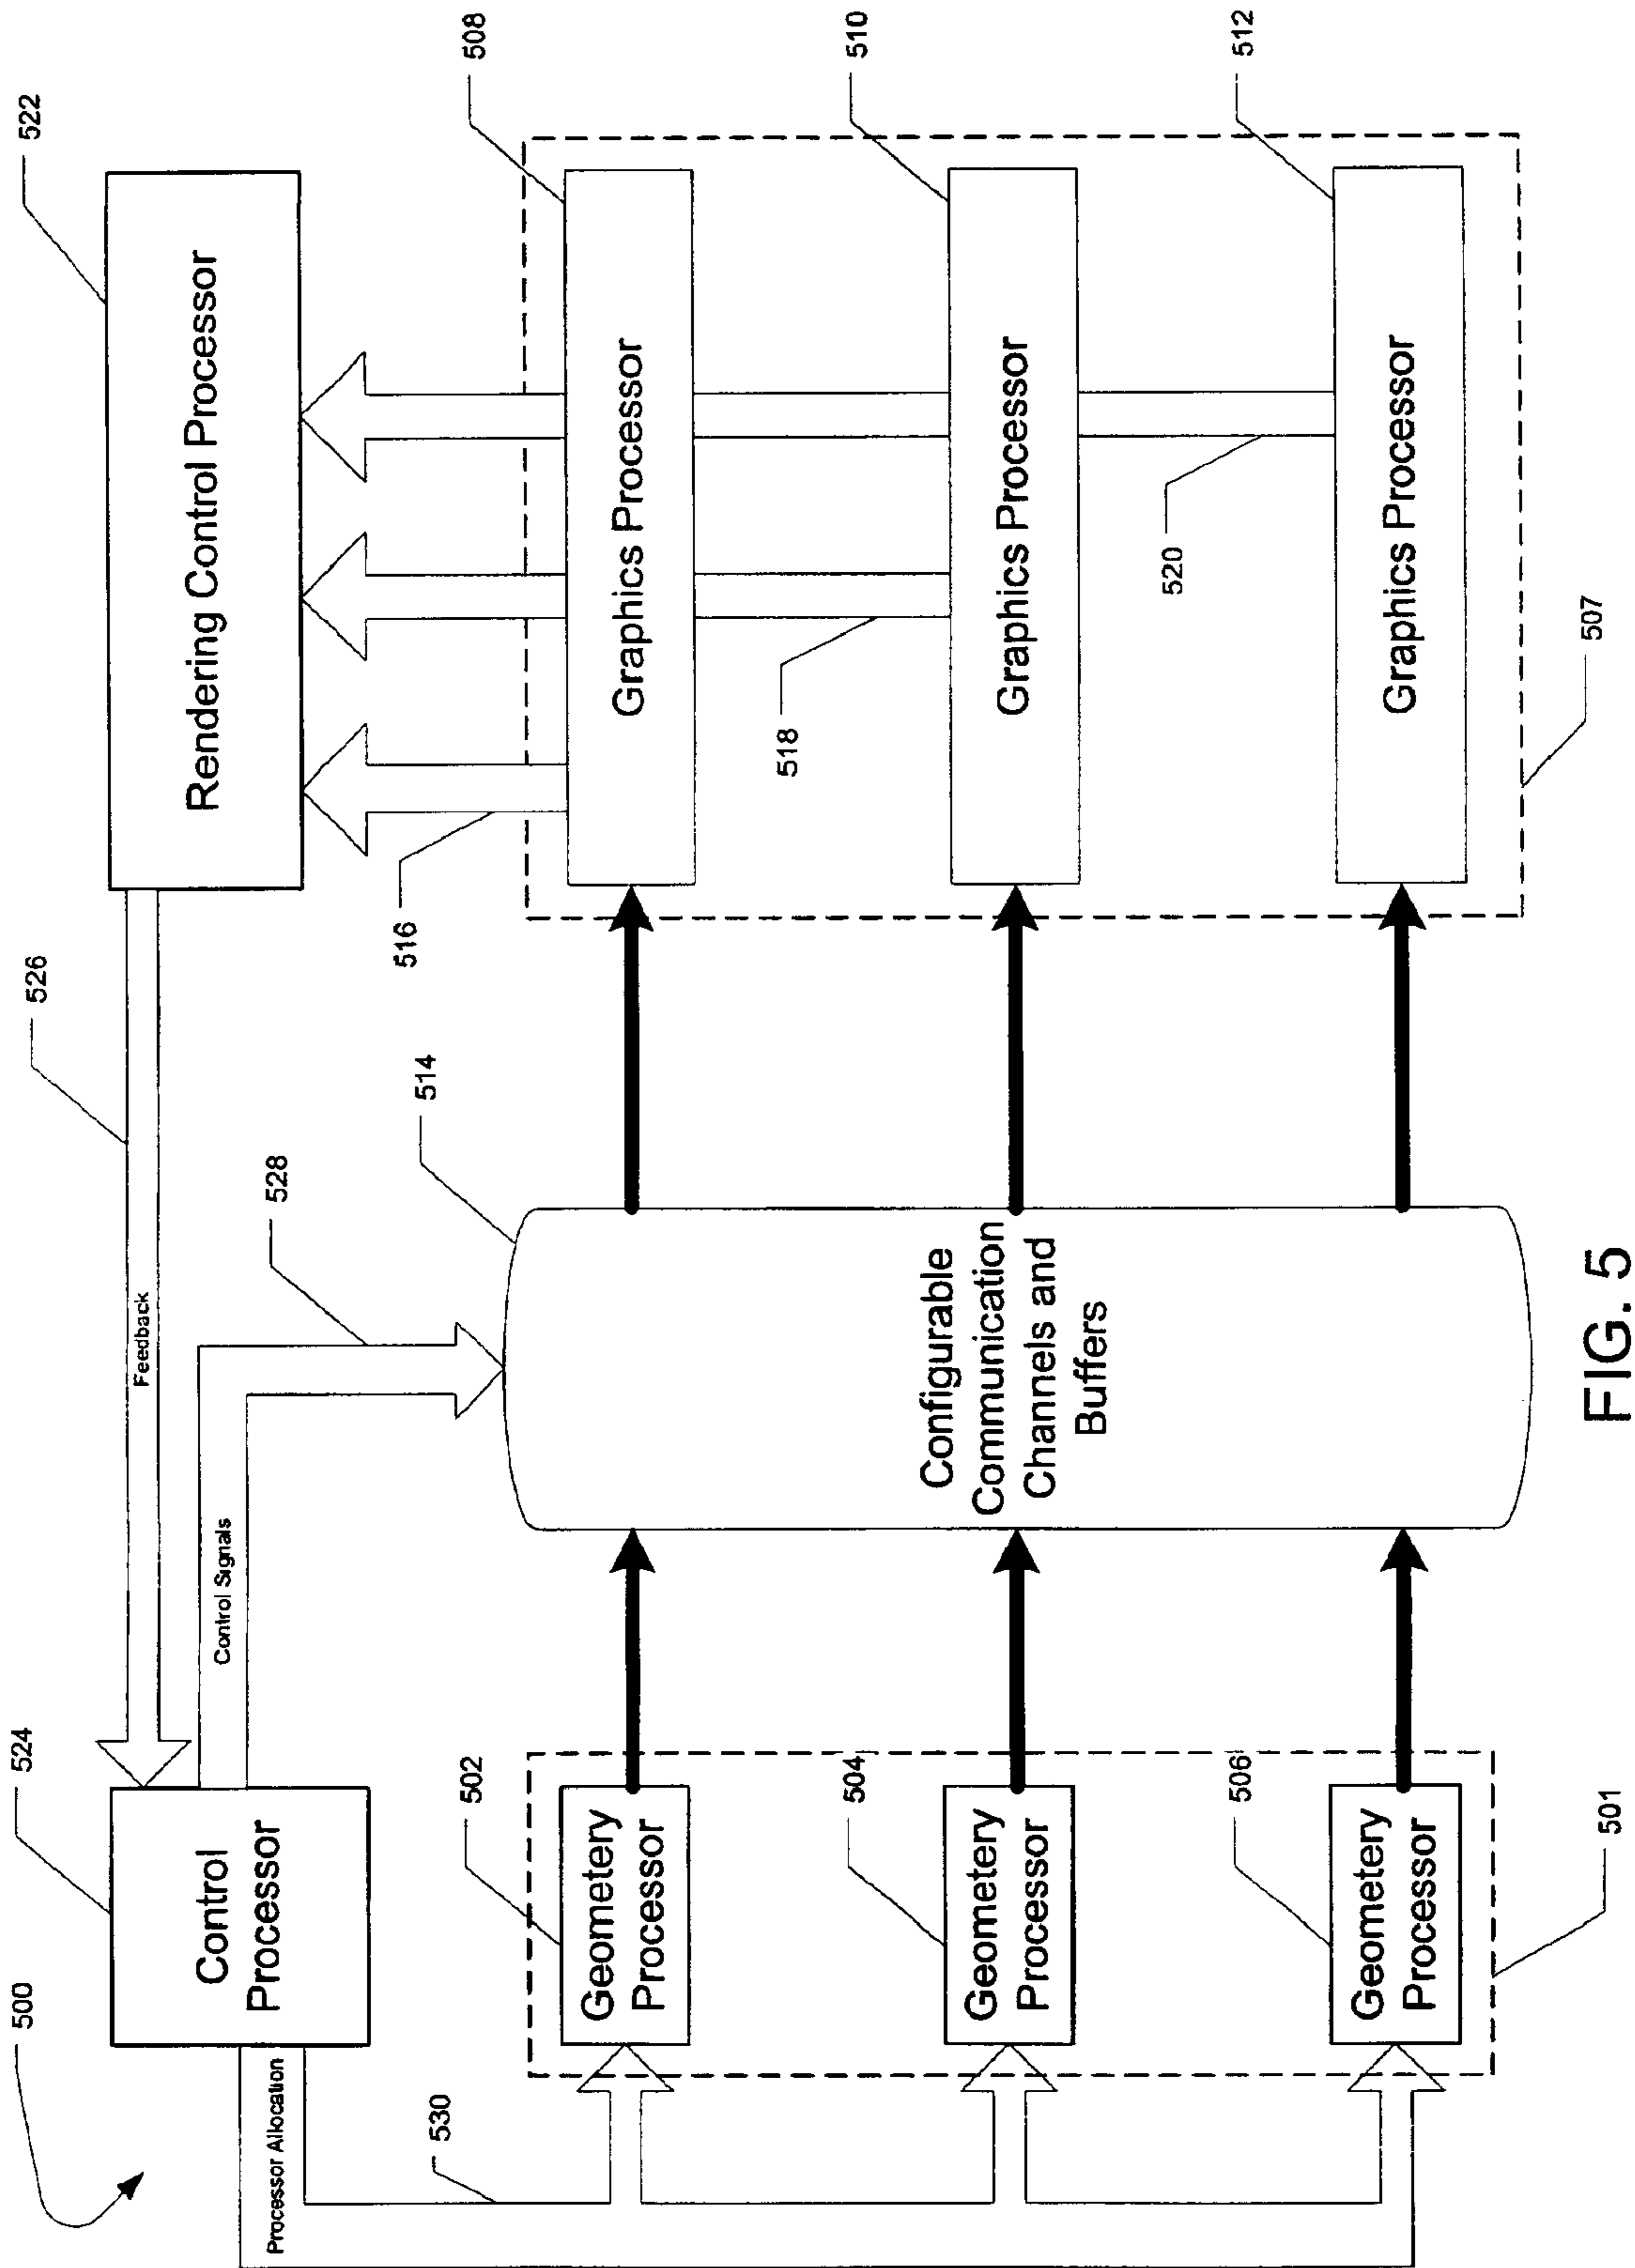 500
524
Control
Processor
Processor Allocation
530
Control Signals
528
Feedback
526
522
Rendering Control Processor
502
Geometery
Processor
504
Geometery
Processor
506
Geometery
Processor
501
514
Configurable
Communication
Channels and
Buffers
516
518
520
508
Graphics Processor
510
Graphics Processor
512
Graphics Processor
507
FIG. 5